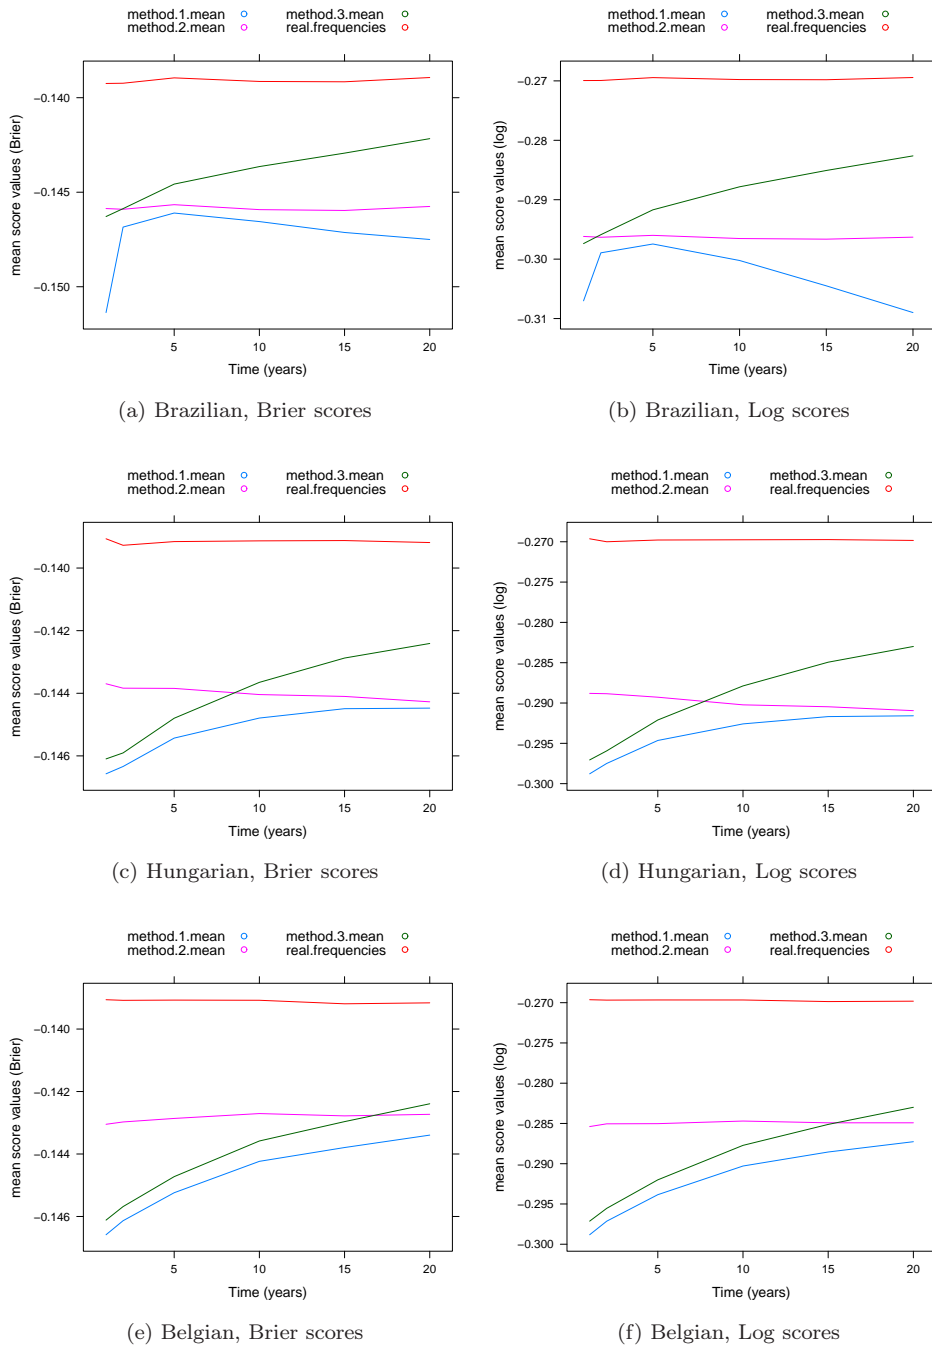 method.1.mean method.3.mean
method.2.mean real.frequencies
mean score values (Brier)
−0.140
−0.145
−0.150
5 10 15 20
Time (years)
(a) Brazilian, Brier scores
method.1.mean method.3.mean
method.2.mean real.frequencies
mean score values (log)
−0.27
−0.28
−0.29
−0.30
−0.31
5 10 15 20
Time (years)
(b) Brazilian, Log scores
method.1.mean method.3.mean
method.2.mean real.frequencies
mean score values (Brier)
−0.140
−0.142
−0.144
−0.146
5 10 15 20
Time (years)
(c) Hungarian, Brier scores
method.1.mean method.3.mean
method.2.mean real.frequencies
mean score values (log)
−0.270
−0.275
−0.280
−0.285
−0.290
−0.295
−0.300
5 10 15 20
Time (years)
(d) Hungarian, Log scores
method.1.mean method.3.mean
method.2.mean real.frequencies
mean score values (Brier)
−0.140
−0.142
−0.144
−0.146
5 10 15 20
Time (years)
(e) Belgian, Brier scores
method.1.mean method.3.mean
method.2.mean real.frequencies
mean score values (log)
−0.270
−0.275
−0.280
−0.285
−0.290
−0.295
−0.300
5 10 15 20
Time (years)
(f) Belgian, Log scores